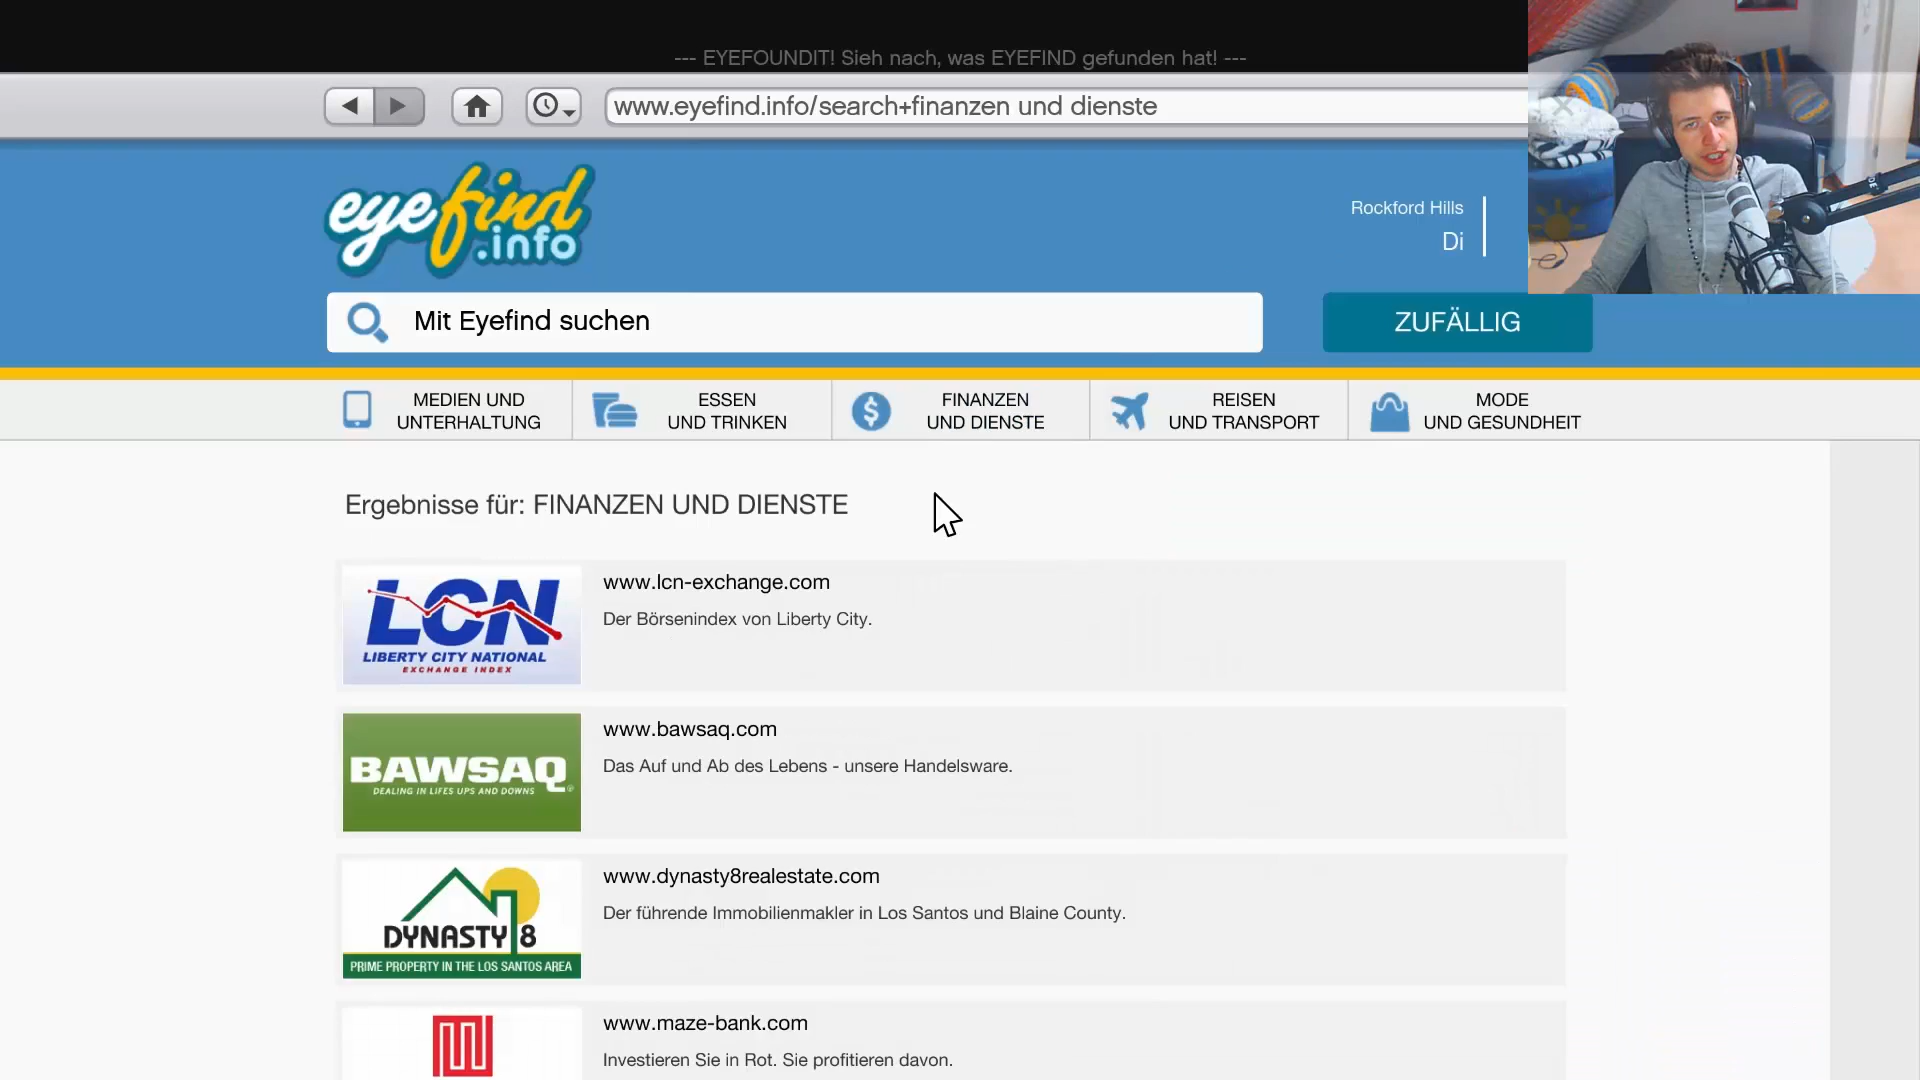 --- EYEFOUNDIT! Sieh nach, was EYEFIND gefunden hat! ---
www.eyefind.info/search+finanzen und dienste
eyefind
.info
Rockford Hills
Di
Mit Eyefind suchen
ZUFÄLLIG
MEDIEN UND
UNTERHALTUNG
ESSEN
UND TRINKEN
FINANZEN
UND DIENSTE
REISEN
UND TRANSPORT
MODE
UND GESUNDHEIT
Ergebnisse für: FINANZEN UND DIENSTE
LCN
LIBERTY CITY NATIONAL
EXCHANGE INDEX
www.lcn-exchange.com
Der Börsenindex von Liberty City.
BAWSAQ
DEALING IN LIFES UPS AND DOWNS
www.bawsaq.com
Das Auf und Ab des Lebens - unsere Handelsware.
DYNASTY 8
PRIME PROPERTY IN THE LOS SANTOS AREA
www.dynasty8realestate.com
Der führende Immobilienmakler in Los Santos und Blaine County.
www.maze-bank.com
Investieren Sie in Rot. Sie profitieren davon.